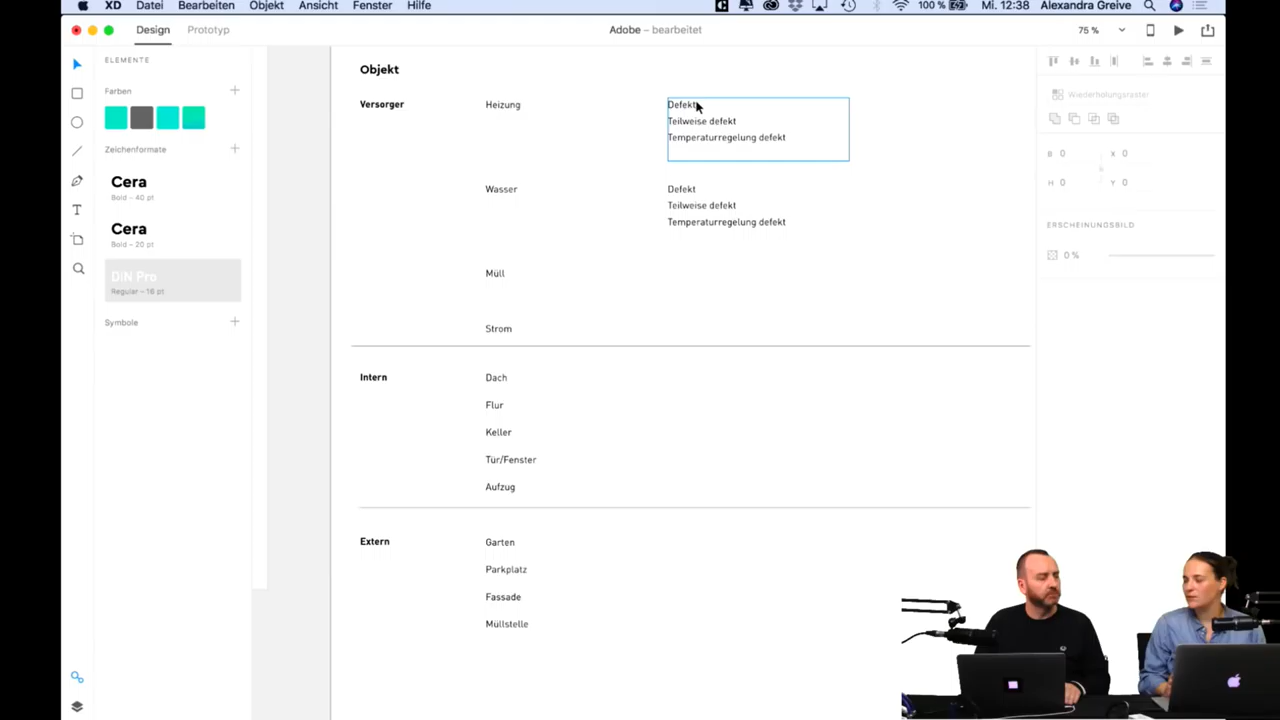 XD Datei Bearbeiten Objekt Ansicht Fenster Hilfe 100 % Mi. 12:38 Alexandra Greive
Design Prototyp Adobe – bearbeitet 75 %
ELEMENTE
Farben
Zeichenformate
Cera
Bold – 40 pt
Cera
Bold – 20 pt
DIN Pro
Regular – 16 pt
Symbole
Objekt
Versorger Heizung Defekt
Teilweise defekt
Temperaturregelung defekt
Wasser Defekt
Teilweise defekt
Temperaturregelung defekt
Müll
Strom
Intern Dach
Flur
Keller
Tür/Fenster
Aufzug
Extern Garten
Parkplatz
Fassade
Müllstelle
Wiederholungsraster
B 0 X 0
H 0 Y 0
ERSCHEINUNGSBILD
0 %